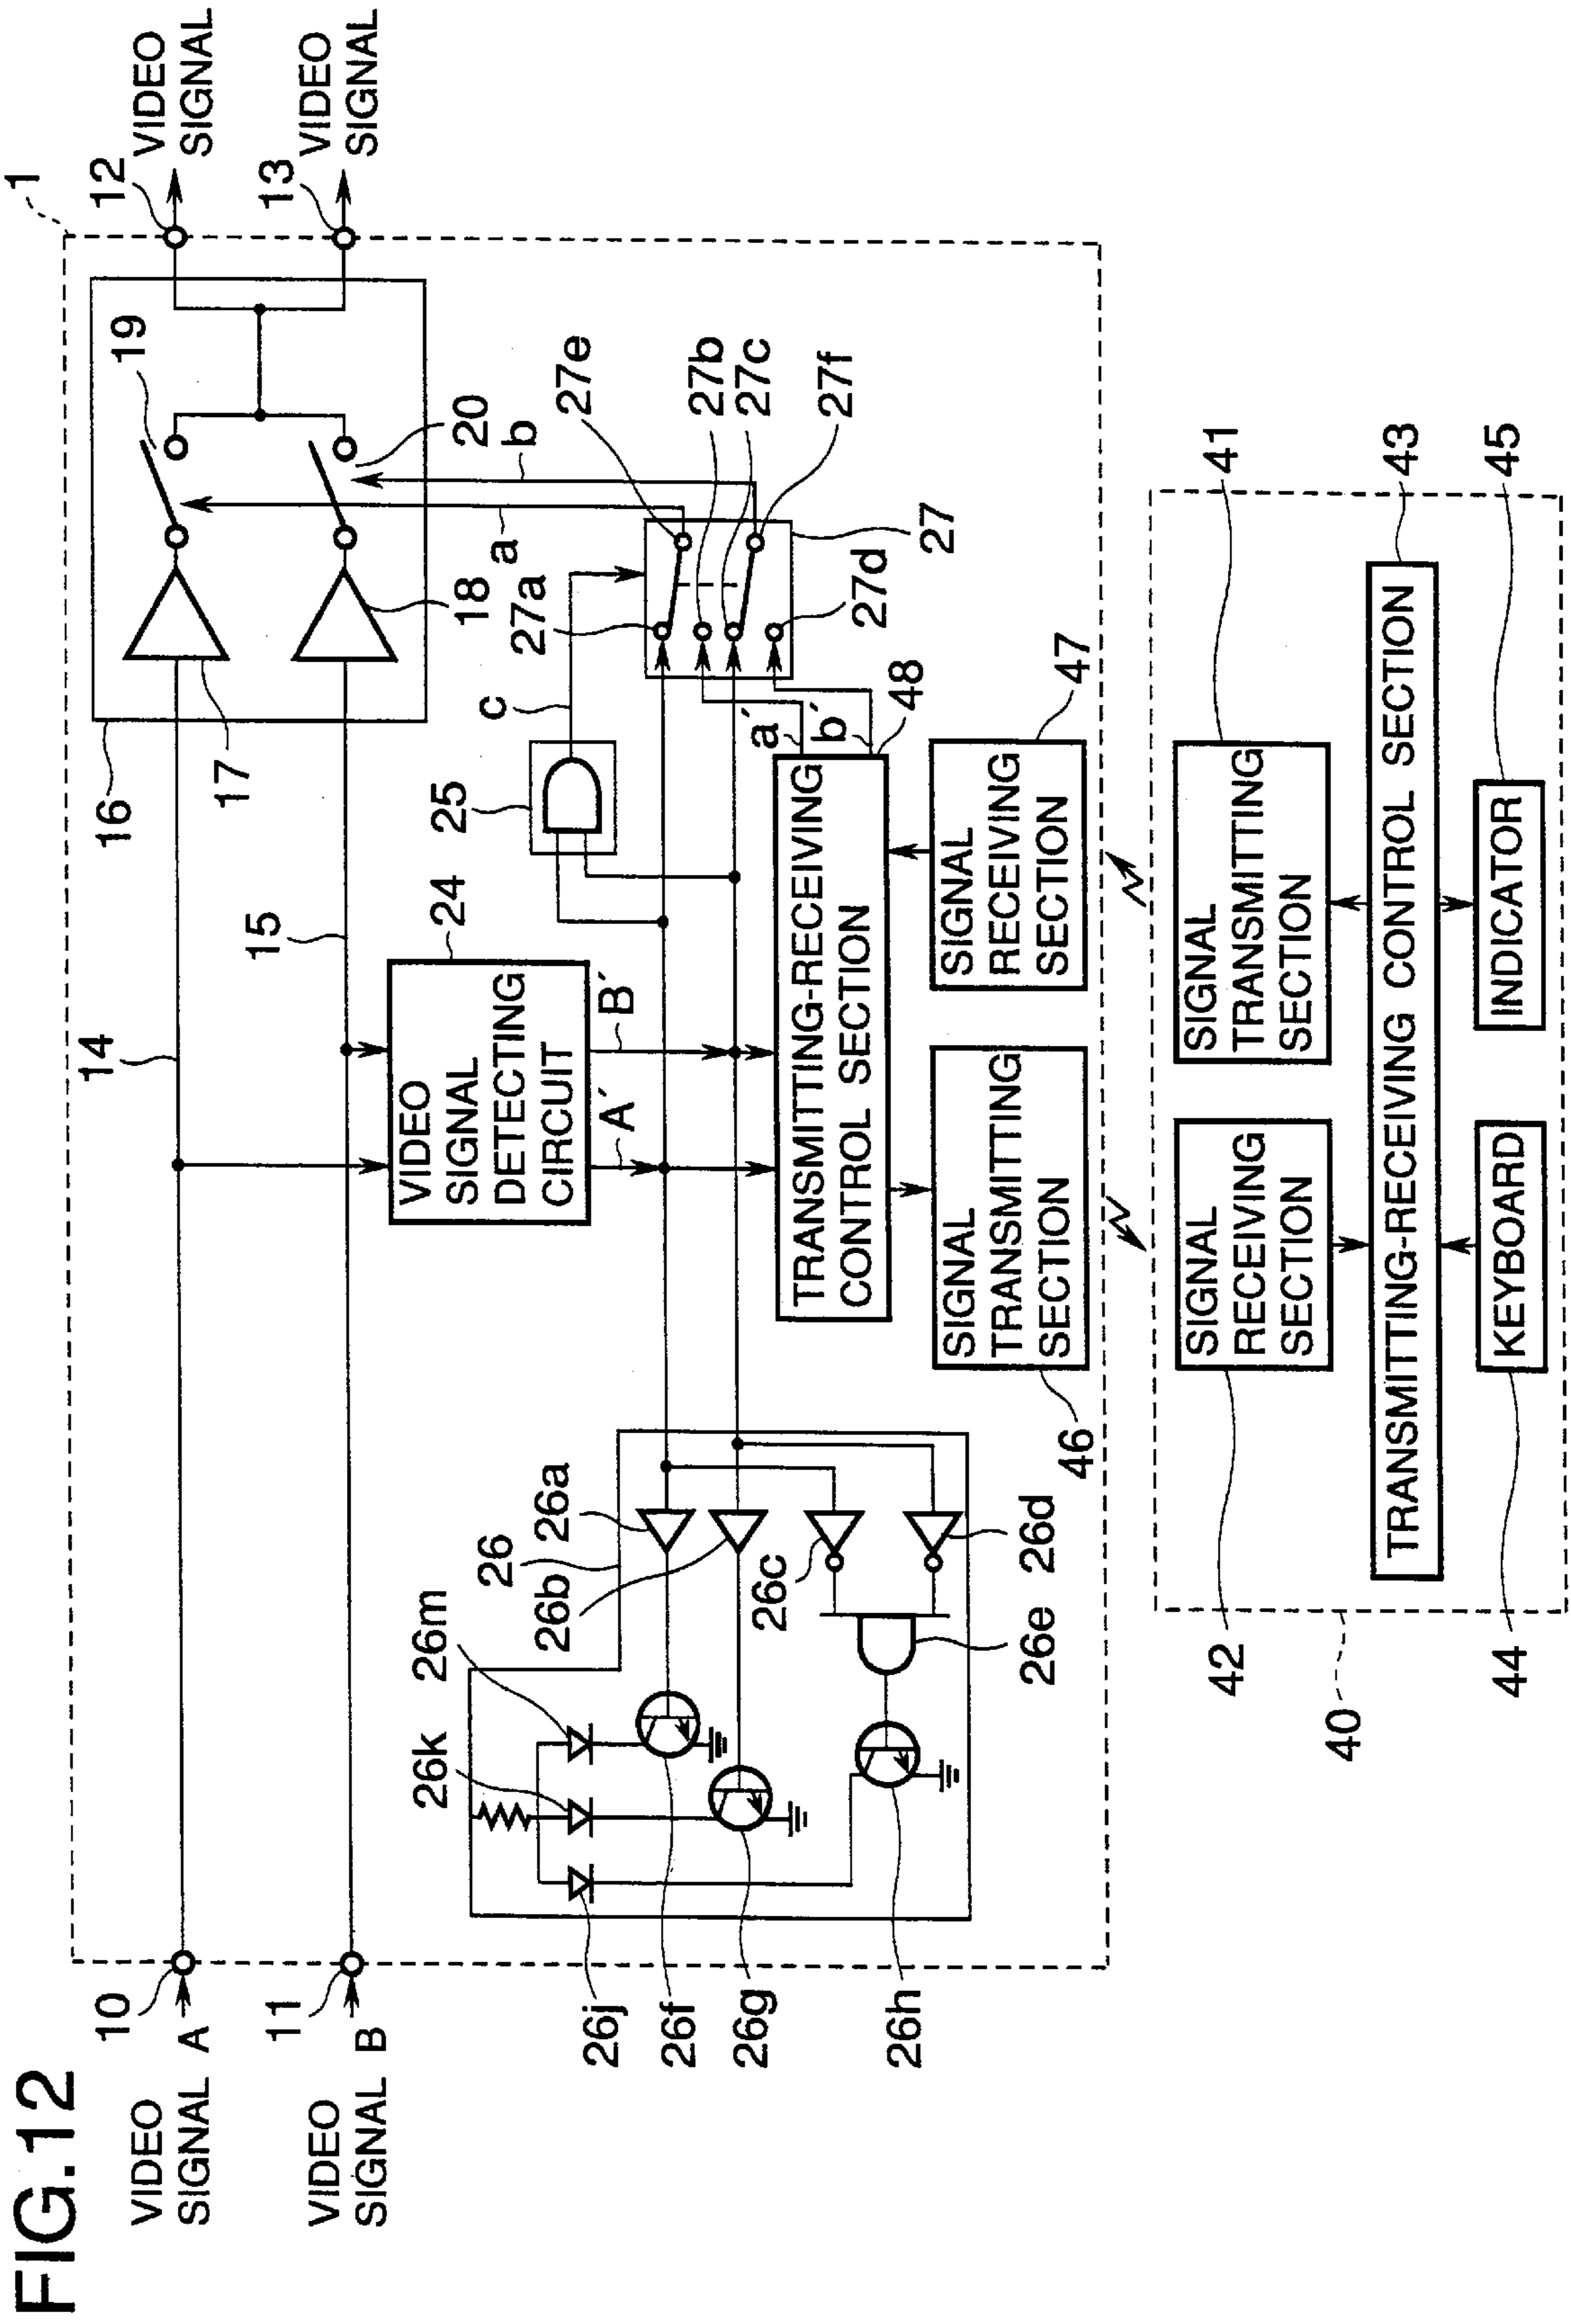 FIG.12
VIDEO
SIGNAL A
10
VIDEO
SIGNAL B
11
1
14
15
16
17
18
19
20
12
VIDEO
SIGNAL
13
VIDEO
SIGNAL
24
VIDEO
SIGNAL
DETECTING
CIRCUIT
A′
B′
25
c
a
b
27a
27e
27b
27c
27f
27d
27
26m
26k
26
26a
26b
26c
26d
26e
26j
26f
26g
26h
TRANSMITTING-RECEIVING
CONTROL SECTION
a′
b′
48
SIGNAL
TRANSMITTING
SECTION
46
SIGNAL
RECEIVING
SECTION
47
40
42
SIGNAL
RECEIVING
SECTION
SIGNAL
TRANSMITTING
SECTION
41
TRANSMITTING-RECEIVING CONTROL SECTION
43
44
KEYBOARD
INDICATOR
45